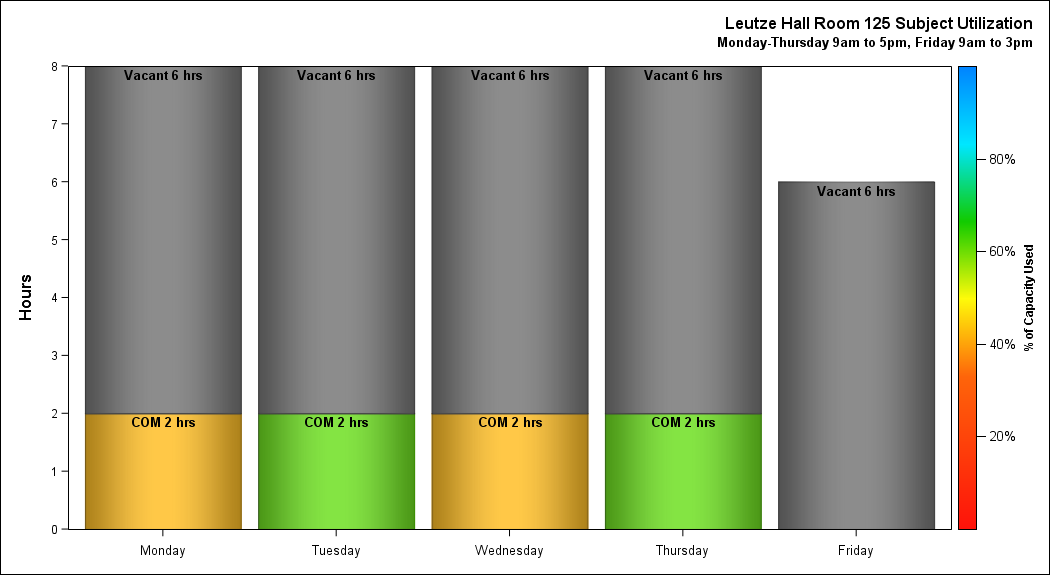 Leutze Hall Room 125 Subject Utilization
Monday-Thursday 9am to 5pm, Friday 9am to 3pm
Hours
8
7
6
5
4
3
2
1
0
Vacant 6 hrs
Vacant 6 hrs
Vacant 6 hrs
Vacant 6 hrs
Vacant 6 hrs
COM 2 hrs
COM 2 hrs
COM 2 hrs
COM 2 hrs
Monday
Tuesday
Wednesday
Thursday
Friday
80%
60%
40%
20%
% of Capacity Used